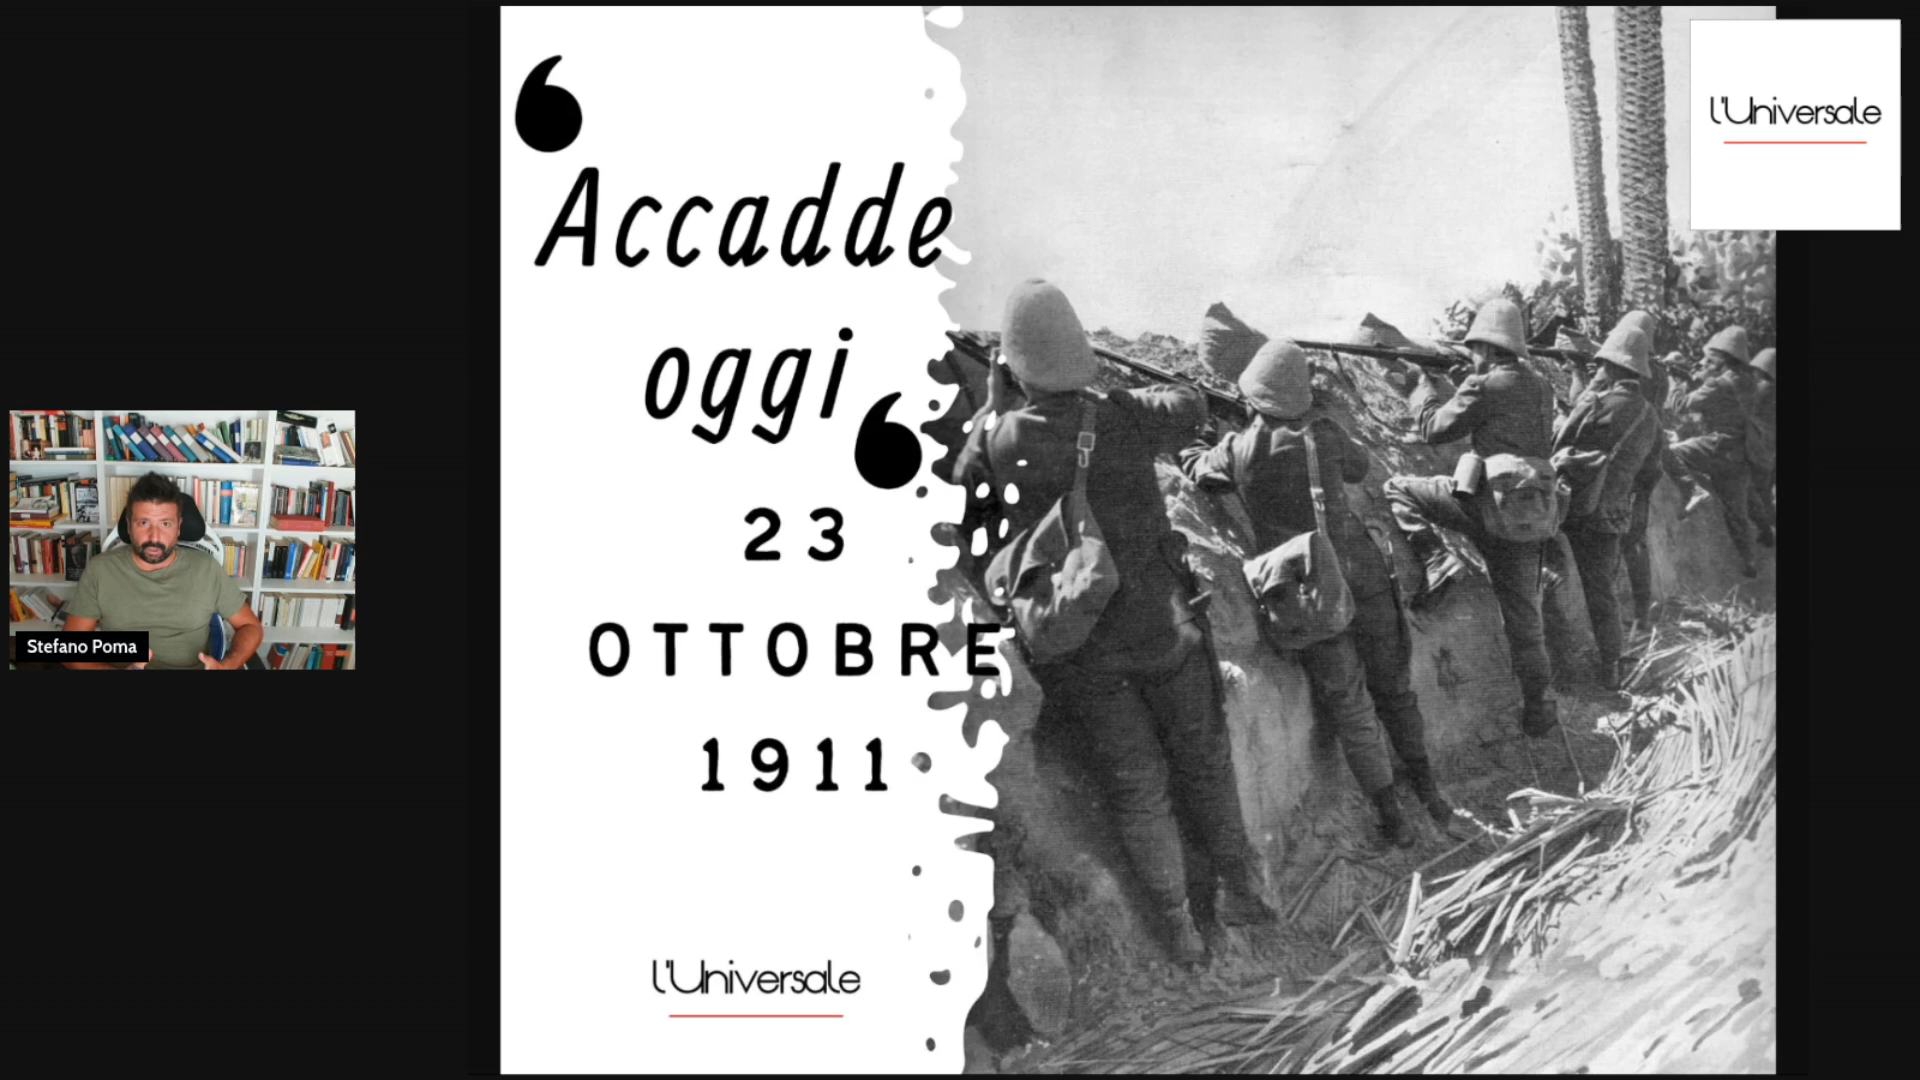 Accadde
oggi
23
OTTOBRE
1911
l'Universale
l'Universale
Stefano Poma